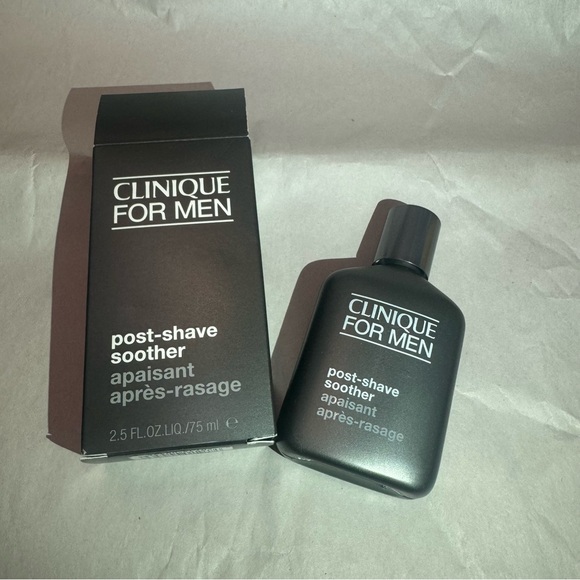 CLINIQUE
FOR MEN
post-shave
soother
apaisant
après-rasage
2.5 FL.OZ.LIQ./75 ml ℮
CLINIQUE
FOR MEN
post-shave
soother
apaisant
après-rasage